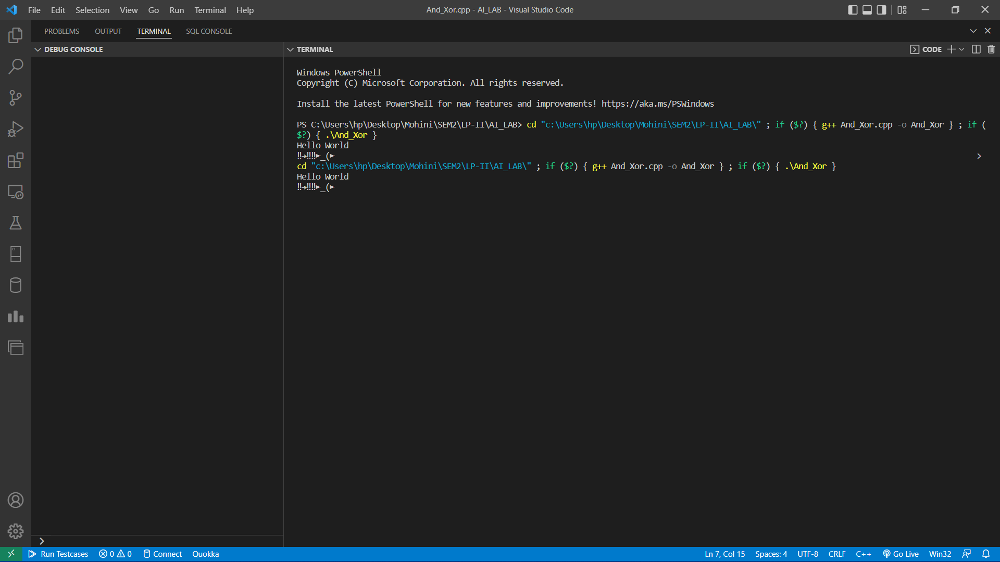 File Edit Selection View Go Run Terminal Help
And_Xor.cpp - AI_LAB - Visual Studio Code
PROBLEMS OUTPUT TERMINAL SQL CONSOLE
DEBUG CONSOLE
TERMINAL
CODE
Windows PowerShell
Copyright (C) Microsoft Corporation. All rights reserved.
Install the latest PowerShell for new features and improvements! https://aka.ms/PSWindows
PS C:\Users\hp\Desktop\Mohini\SEM2\LP-II\AI_LAB> cd "c:\Users\hp\Desktop\Mohini\SEM2\LP-II\AI_LAB\" ; if ($?) { g++ And_Xor.cpp -o And_Xor } ; if (
$?) { .\And_Xor }
Hello World
‼→‼‼►_(►
cd "c:\Users\hp\Desktop\Mohini\SEM2\LP-II\AI_LAB\" ; if ($?) { g++ And_Xor.cpp -o And_Xor } ; if ($?) { .\And_Xor }
Hello World
‼→‼‼►_(►
Run Testcases 0 0 Connect Quokka
Ln 7, Col 15 Spaces: 4 UTF-8 CRLF C++ Go Live Win32